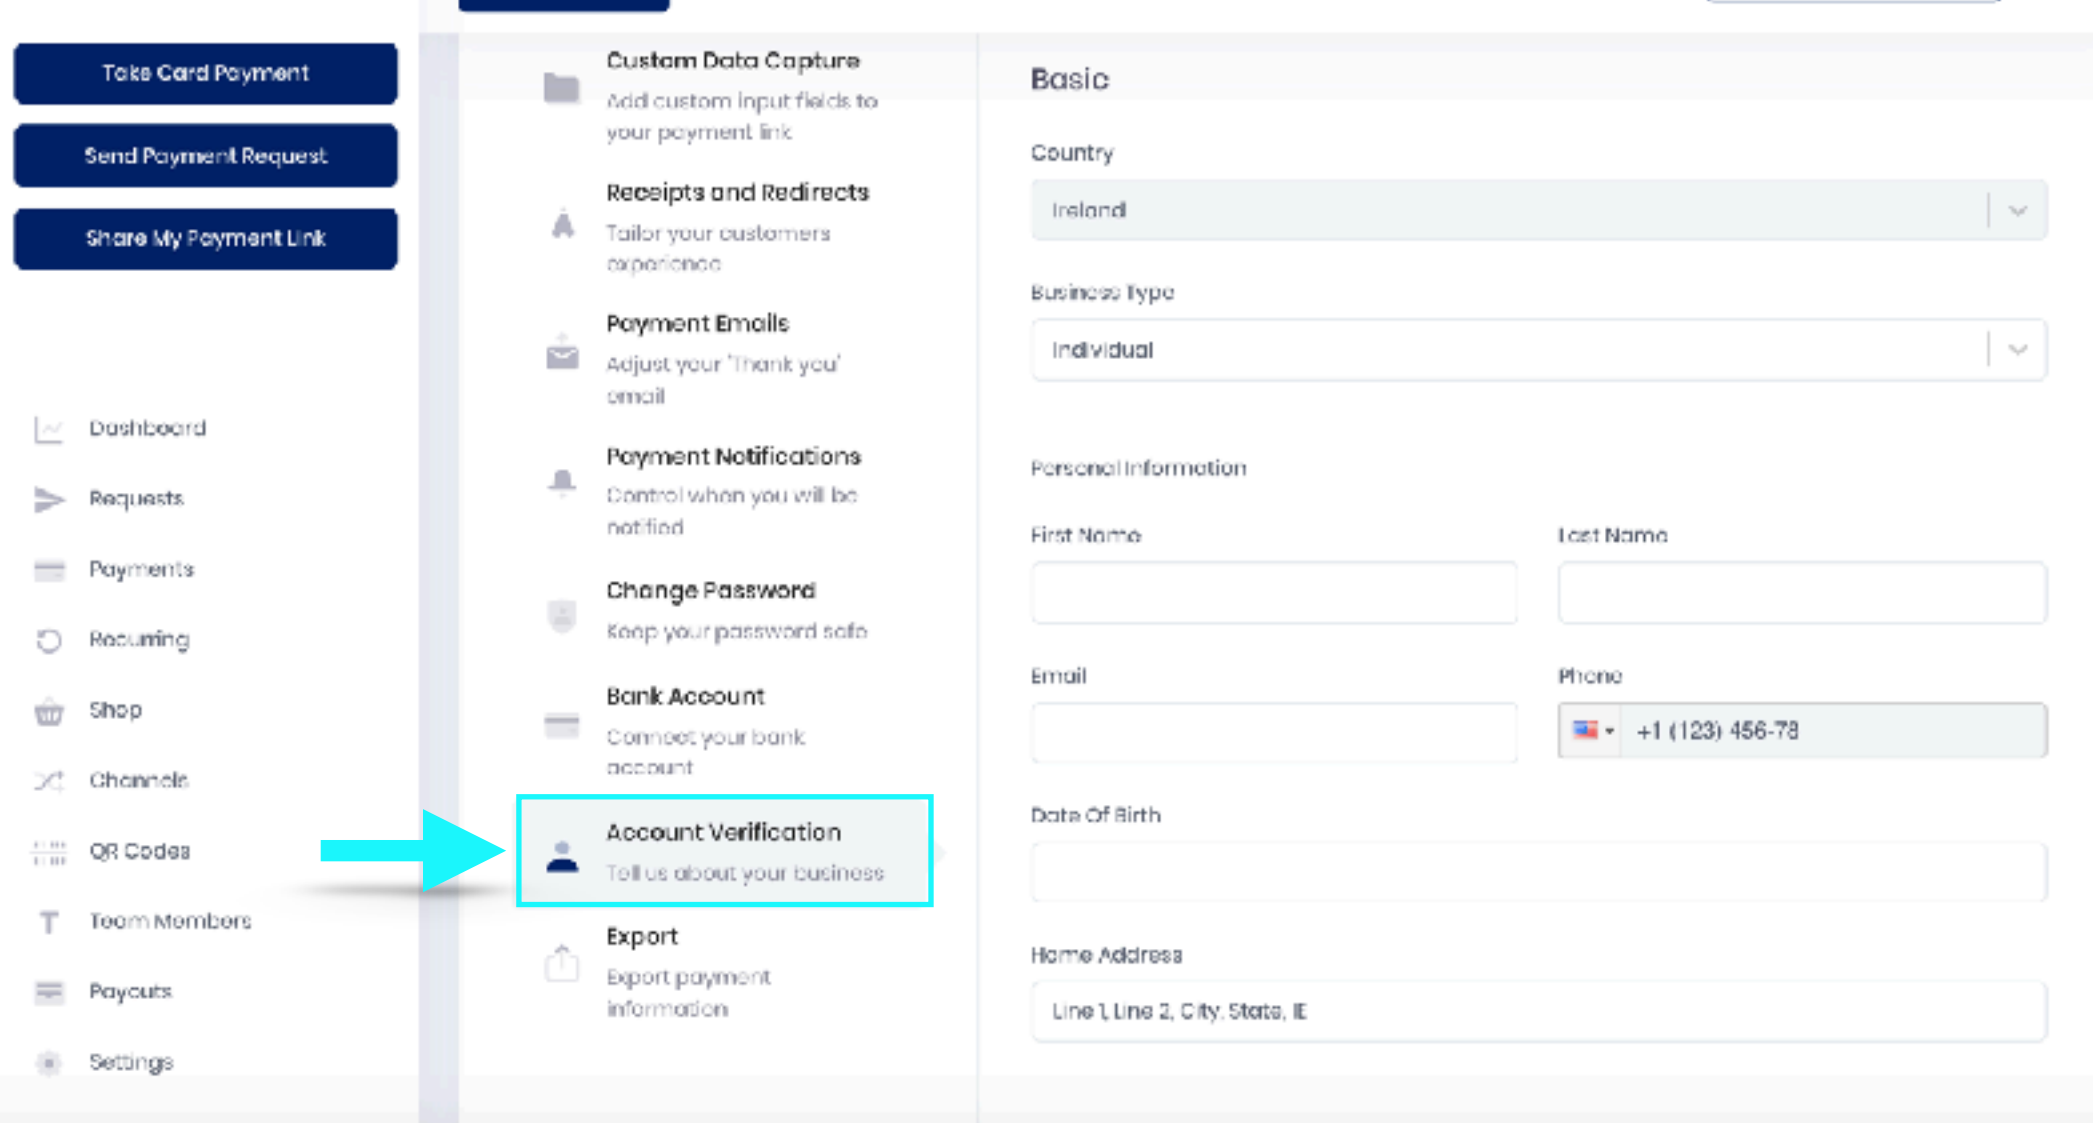 Take Card Payment
Send Payment Request
Share My Payment Link
Dashboard
Requests
Payments
Recurring
Shop
Channels
QR Codes
Team Members
Payouts
Settings
Custom Data Capture
Add custom input fields to
your payment link
Receipts and Redirects
Tailor your customers
experience
Payment Emails
Adjust your 'Thank you'
email
Payment Notifications
Control when you will be
notified
Change Password
Keep your password safe
Bank Account
Connect your bank
account
Account Verification
Tell us about your business
Export
Export payment
information
Basic
Country
Ireland
Business Type
Individual
Personal Information
First Name
Last Name
Email
Phone
+1 (123) 456-78
Date Of Birth
Home Address
Line 1, Line 2, City, State, IE